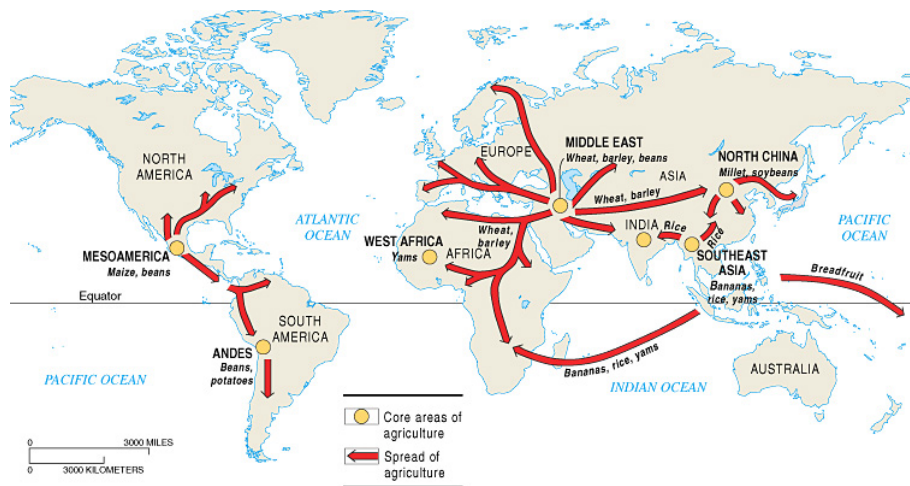 NORTH
AMERICA
EUROPE
MIDDLE EAST
Wheat, barley, beans
ASIA
NORTH CHINA
Millet, soybeans
Wheat, barley
ATLANTIC
OCEAN
Wheat,
barley
INDIA
Rice
Rice
PACIFIC
OCEAN
WEST AFRICA
Yams
AFRICA
MESOAMERICA
Maize, beans
SOUTHEAST
ASIA
Bananas,
rice, yams
Breadfruit
Equator
SOUTH
AMERICA
ANDES
Beans,
potatoes
PACIFIC OCEAN
Bananas, rice, yams
INDIAN OCEAN
AUSTRALIA
Core areas of
agriculture
Spread of
agriculture
0 3000 MILES
0 3000 KILOMETERS